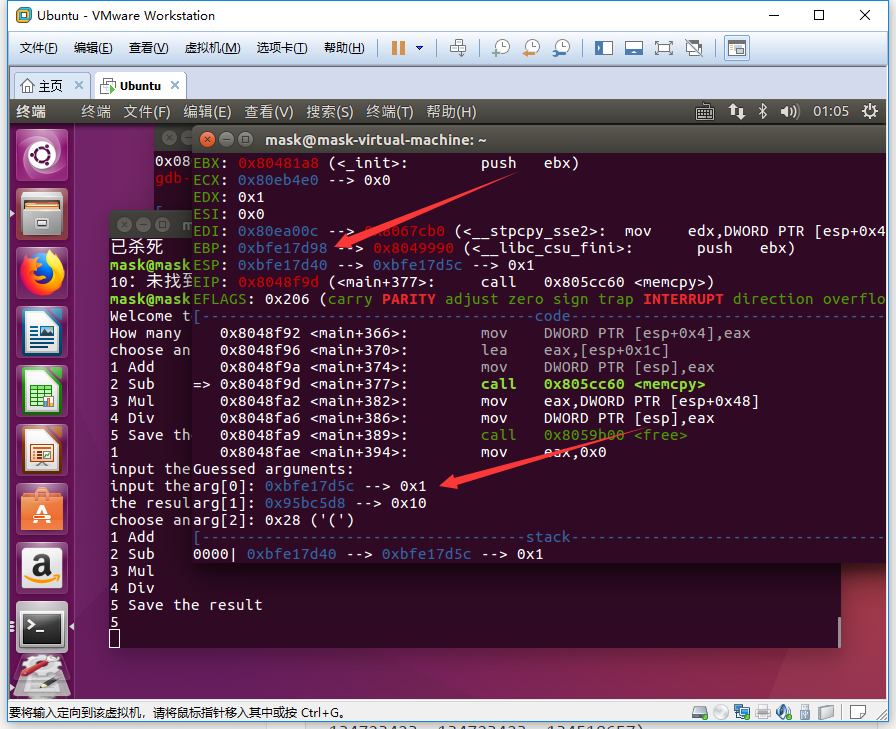 Ubuntu - VMware Workstation
文件(F) 编辑(E) 查看(V) 虚拟机(M) 选项卡(T) 帮助(H)
主页 Ubuntu
终端 终端 文件(F) 编辑(E) 查看(V) 搜索(S) 终端(T) 帮助(H) 01:05
mask@mask-virtual-machine: ~
0x08
gdb-
EBX: 0x80481a8 (<_init>: push ebx)
ECX: 0x80eb4e0 --> 0x0
EDX: 0x1
ESI: 0x0
EDI: 0x80ea00c --> 0x8067cb0 (<__stpcpy_sse2>: mov edx,DWORD PTR [esp+0x4
EBP: 0xbfe17d98 --> 0x8049990 (<__libc_csu_fini>: push ebx)
ESP: 0xbfe17d40 --> 0xbfe17d5c --> 0x1
EIP: 0x8048f9d (<main+377>: call 0x805cc60 <memcpy>)
EFLAGS: 0x206 (carry PARITY adjust zero sign trap INTERRUPT direction overflo
[-------------------------------------code-------------------------------------
0x8048f92 <main+366>: mov DWORD PTR [esp+0x4],eax
0x8048f96 <main+370>: lea eax,[esp+0x1c]
0x8048f9a <main+374>: mov DWORD PTR [esp],eax
=> 0x8048f9d <main+377>: call 0x805cc60 <memcpy>
0x8048fa2 <main+382>: mov eax,DWORD PTR [esp+0x48]
0x8048fa6 <main+386>: mov DWORD PTR [esp],eax
0x8048fa9 <main+389>: call 0x8059b00 <free>
0x8048fae <main+394>: mov eax,0x0
Guessed arguments:
arg[0]: 0xbfe17d5c --> 0x1
arg[1]: 0x95bc5d8 --> 0x10
arg[2]: 0x28 ('(')
[------------------------------------stack-------------------------------------
0000| 0xbfe17d40 --> 0xbfe17d5c --> 0x1
已杀死
mask@mask
10: 未找到
mask@mask
Welcome t
How many
choose an
1 Add
2 Sub
3 Mul
4 Div
5 Save th
1
input the
input the
the resul
choose an
1 Add
2 Sub
3 Mul
4 Div
5 Save the result
5
要将输入定向到该虚拟机，请将鼠标指针移入其中或按 Ctrl+G。